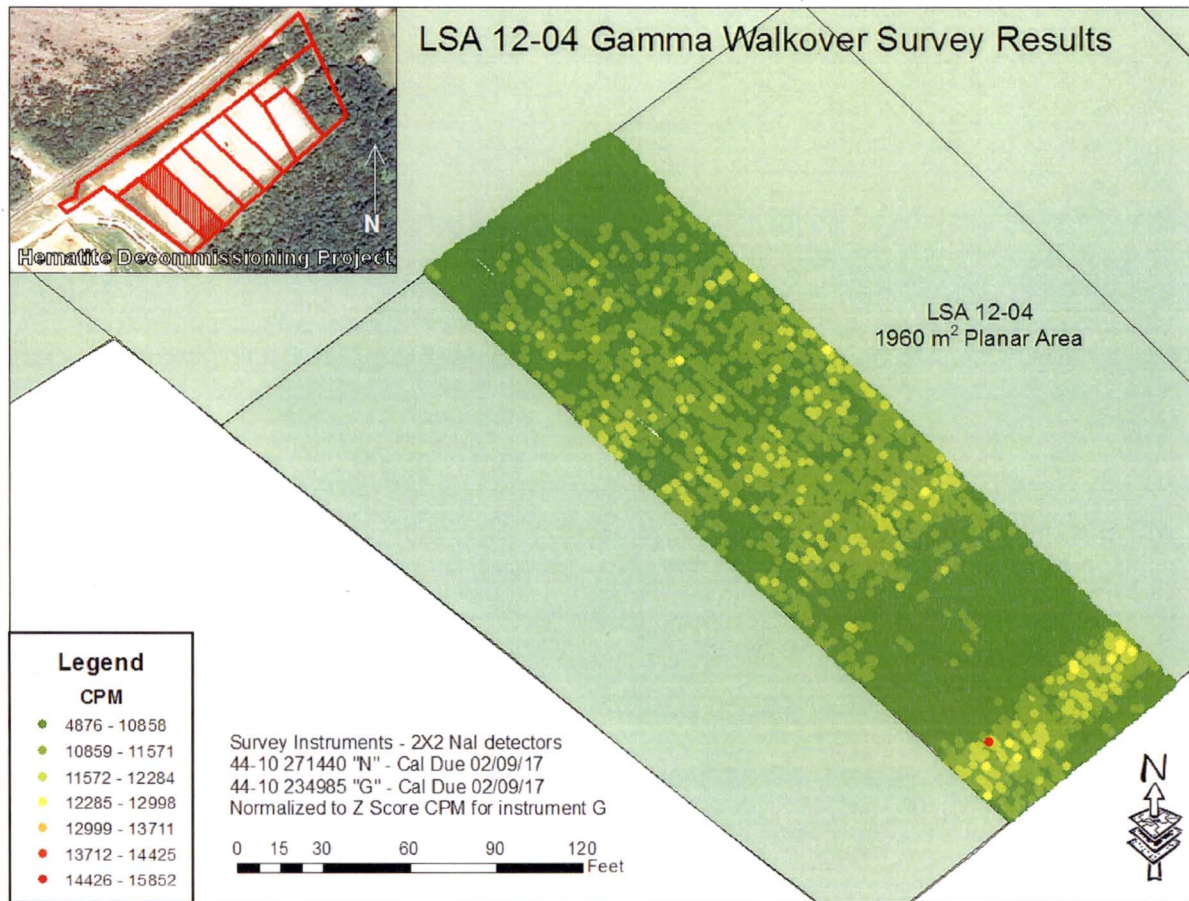 LSA 12-04 Gamma Walkover Survey Results
N
Hematite Decommissioning Project
LSA 12-04
1960 m² Planar Area
Legend
CPM
4876 - 10858
10859 - 11571
11572 - 12284
12285 - 12998
12999 - 13711
13712 - 14425
14426 - 15852
Survey Instruments - 2X2 NaI detectors
44-10 271440 "N" - Cal Due 02/09/17
44-10 234985 "G" - Cal Due 02/09/17
Normalized to Z Score CPM for instrument G
0 15 30 60 90 120
Feet
N